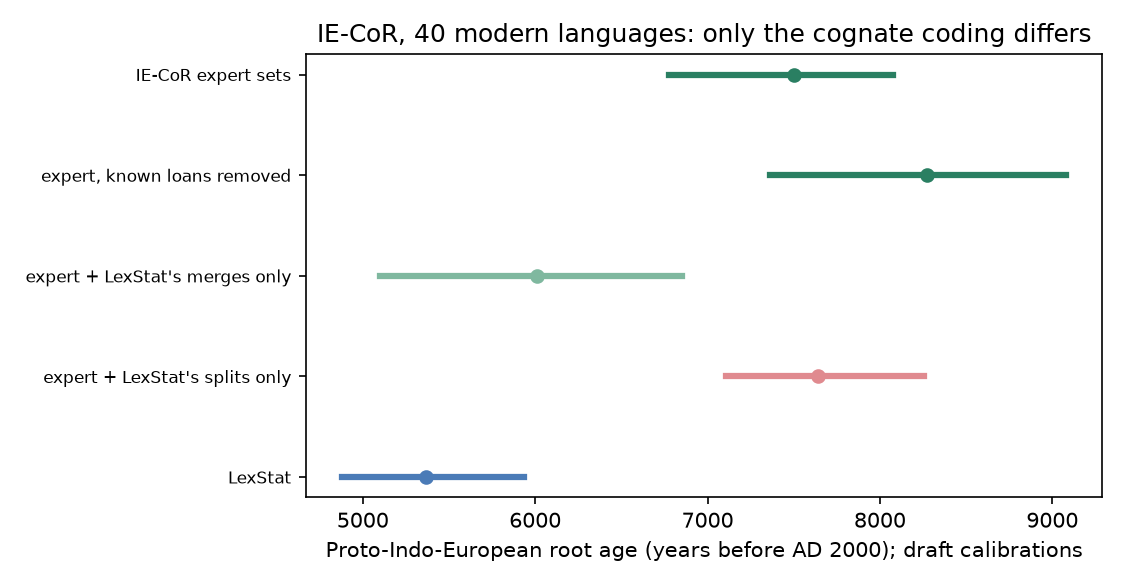 IE-CoR, 40 modern languages: only the cognate coding differs
IE-CoR expert sets
expert, known loans removed
expert + LexStat's merges only
expert + LexStat's splits only
LexStat
5000 6000 7000 8000 9000
Proto-Indo-European root age (years before AD 2000); draft calibrations